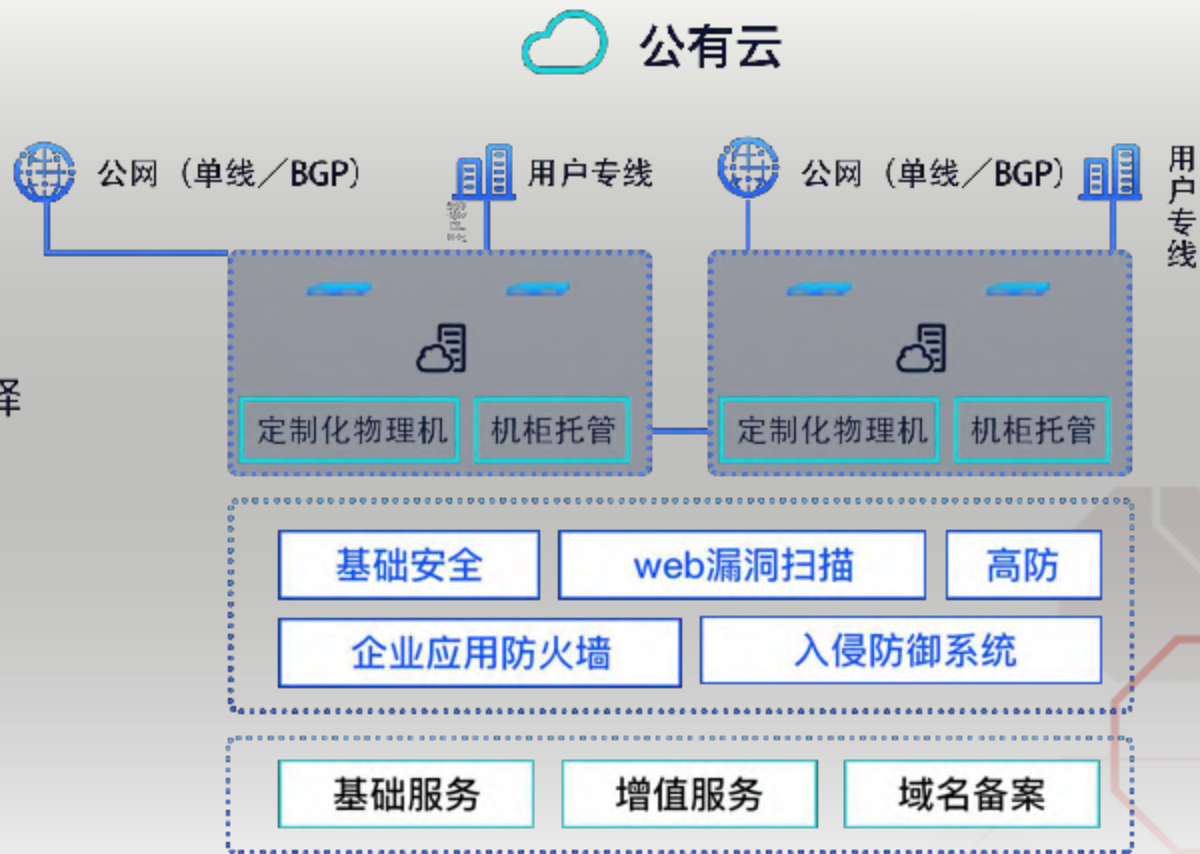 公有云
公网（单线／BGP）
用户专线
公网（单线／BGP）
用户专线
择
定制化物理机
机柜托管
定制化物理机
机柜托管
基础安全
web漏洞扫描
高防
企业应用防火墙
入侵防御系统
基础服务
增值服务
域名备案